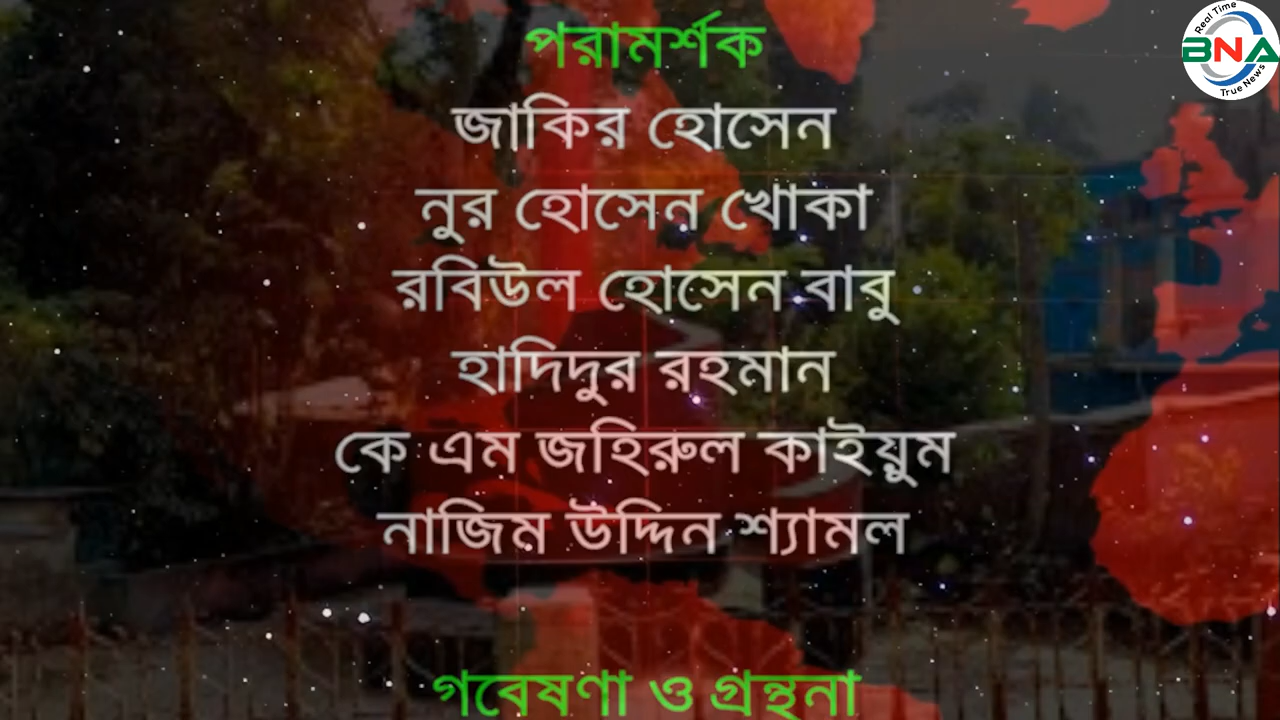 পরামর্শক
জাকির হোসেন
নুর হোসেন খোকা
রবিউল হোসেন বাবু
হাদিদুর রহমান
কে এম জহিরুল কাইয়ুম
নাজিম উদ্দিন শ্যামল
গবেষণা ও গ্রন্থনা
Real Time
BNA
True News